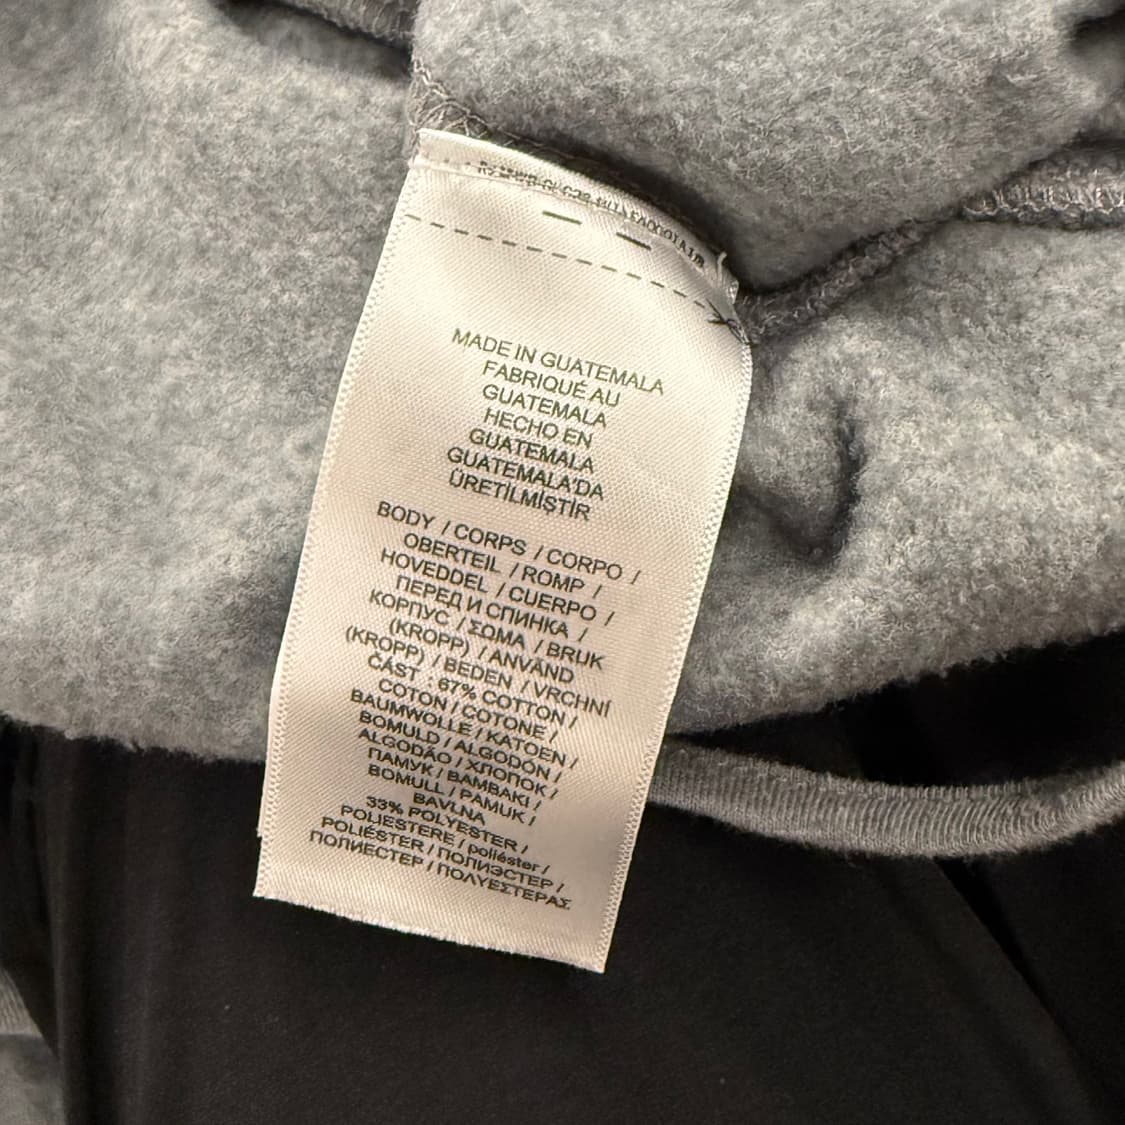 MADE IN GUATEMALA
FABRIQUÉ AU
GUATEMALA
HECHO EN
GUATEMALA
GUATEMALA'DA
ÜRETİLMİŞTİR
BODY / CORPS / CORPO /
OBERTEIL / ROMP /
HOVEDDEL / CUERPO /
ПЕРЕД И СПИНКА /
КОРПУС / ΣΩΜΑ / BRUK
(KROPP) / ANVÄND
(KROPP) / BEDEN / VRCHNÍ
ČÁST : 67% COTTON /
COTON / COTONE /
BAUMWOLLE / KATOEN /
BOMULD / ALGODÓN /
ALGODÃO / ХЛОПОК /
ПАМУК / BAMBAKI /
BOMULL / PAMUK /
BAVLNA
33% POLYESTER /
POLIESTERE / poliéster /
POLIÉSTER / ПОЛИЭСТЕР /
ПОЛИЕСТЕР / ΠΟΛΥΕΣΤΕΡΑΣ